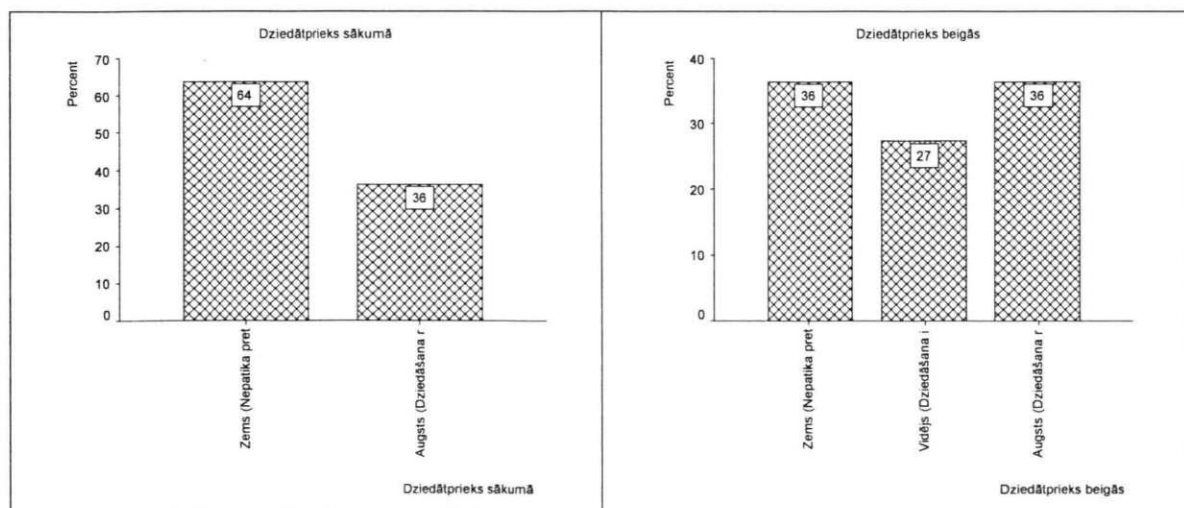 Dziedātprieks sākumā
Percent
70
60
50
40
30
20
10
0
64
36
Zems (Nepatika pret
Augsts (Dziedāšana r
Dziedātprieks sākumā
Dziedātprieks beigās
Percent
40
30
20
10
0
36
27
36
Zems (Nepatika pret
Vidējs (Dziedāšana i
Augsts (Dziedāšana r
Dziedātprieks beigās